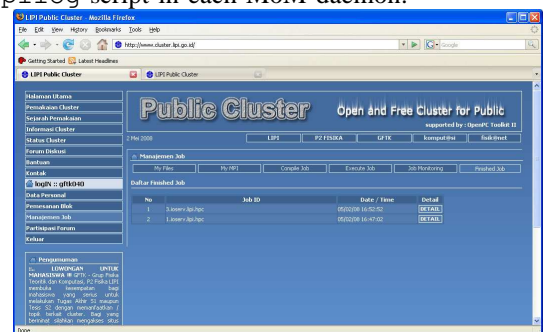 pilog script in each MoM daemon.
LIPI Public Cluster - Mozilla Firefox
File Edit View History Bookmarks Tools Help
http://www.cluster.lipi.go.id/
Google
Getting Started Latest Headlines
LIPI Public Cluster LIPI Public Cluster
Halaman Utama
Pemakaian Cluster
Sejarah Pemakaian
Informasi Cluster
Status Cluster
Forum Diskusi
Bantuan
Kontak
logIN :: gftk040
Data Personal
Pemesanan Blok
Manajemen Job
Partisipasi Forum
Keluar
Pengumuman
LOWONGAN UNTUK
MAHASISWA !!! GFTK - Grup Fisika
Teoritik dan Komputasi, P2 Fisika LIPI
membuka kesempatan bagi
mahasiswa yang serius untuk
melakukan Tugas Akhir S1 maupun
Tesis S2 dengan memanfaatkan /
topik terkait cluster. Bagi yang
berminat silahkan mengakses situs
Public Cluster
Open and Free Cluster for Public
supported by : OpenPC Toolkit II
2 Mei 2008 LIPI P2 FISIKA GFTK komput@si fisik@net
Manajemen Job
My Files My MPI Compile Job Execute Job Job Monitoring Finished Job
Daftar Finished Job
No Job ID Date / Time Detail
1 3.ioserv.lipi.hpc 05/02/08 16:52:52 DETAIL
2 1.ioserv.lipi.hpc 05/02/08 16:47:02 DETAIL
Done